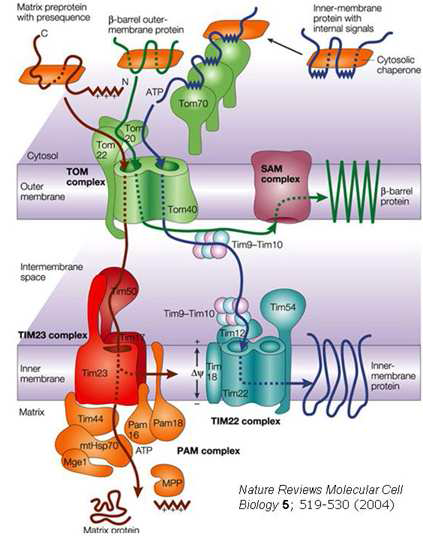 Matrix preprotein
with presequence
β-barrel outer-
membrane protein
Inner-membrane
protein with
internal signals
C
N
+++
ATP
Cytosolic
chaperone
Tom70
Tom
20
Tom
22
Cytosol
TOM
complex
SAM
complex
Outer
membrane
Tom40
β-barrel
protein
Tim9–Tim10
Intermembrane
space
Tim50
Tim9–Tim10
Tim54
TIM23 complex
Tim12
+
Inner
membrane
Tim23
Δψ
Tim
18
Tim22
–
Inner-
membrane
protein
Matrix
TIM22 complex
Tim44
Pam
16
Pam18
mtHsp70
ATP
PAM complex
Mge1
MPP
+++
Matrix protein
Nature Reviews Molecular Cell
Biology 5; 519-530 (2004)